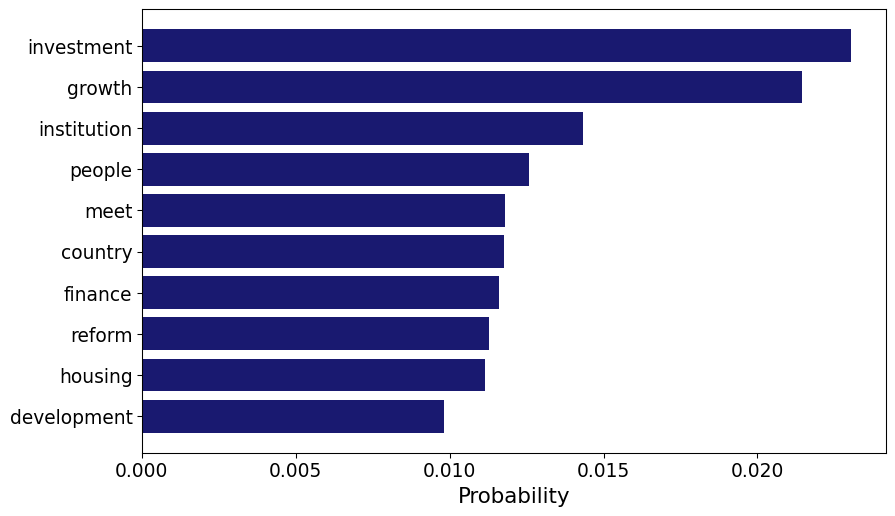 investment
growth
institution
people
meet
country
finance
reform
housing
development
0.000 0.005 0.010 0.015 0.020
Probability